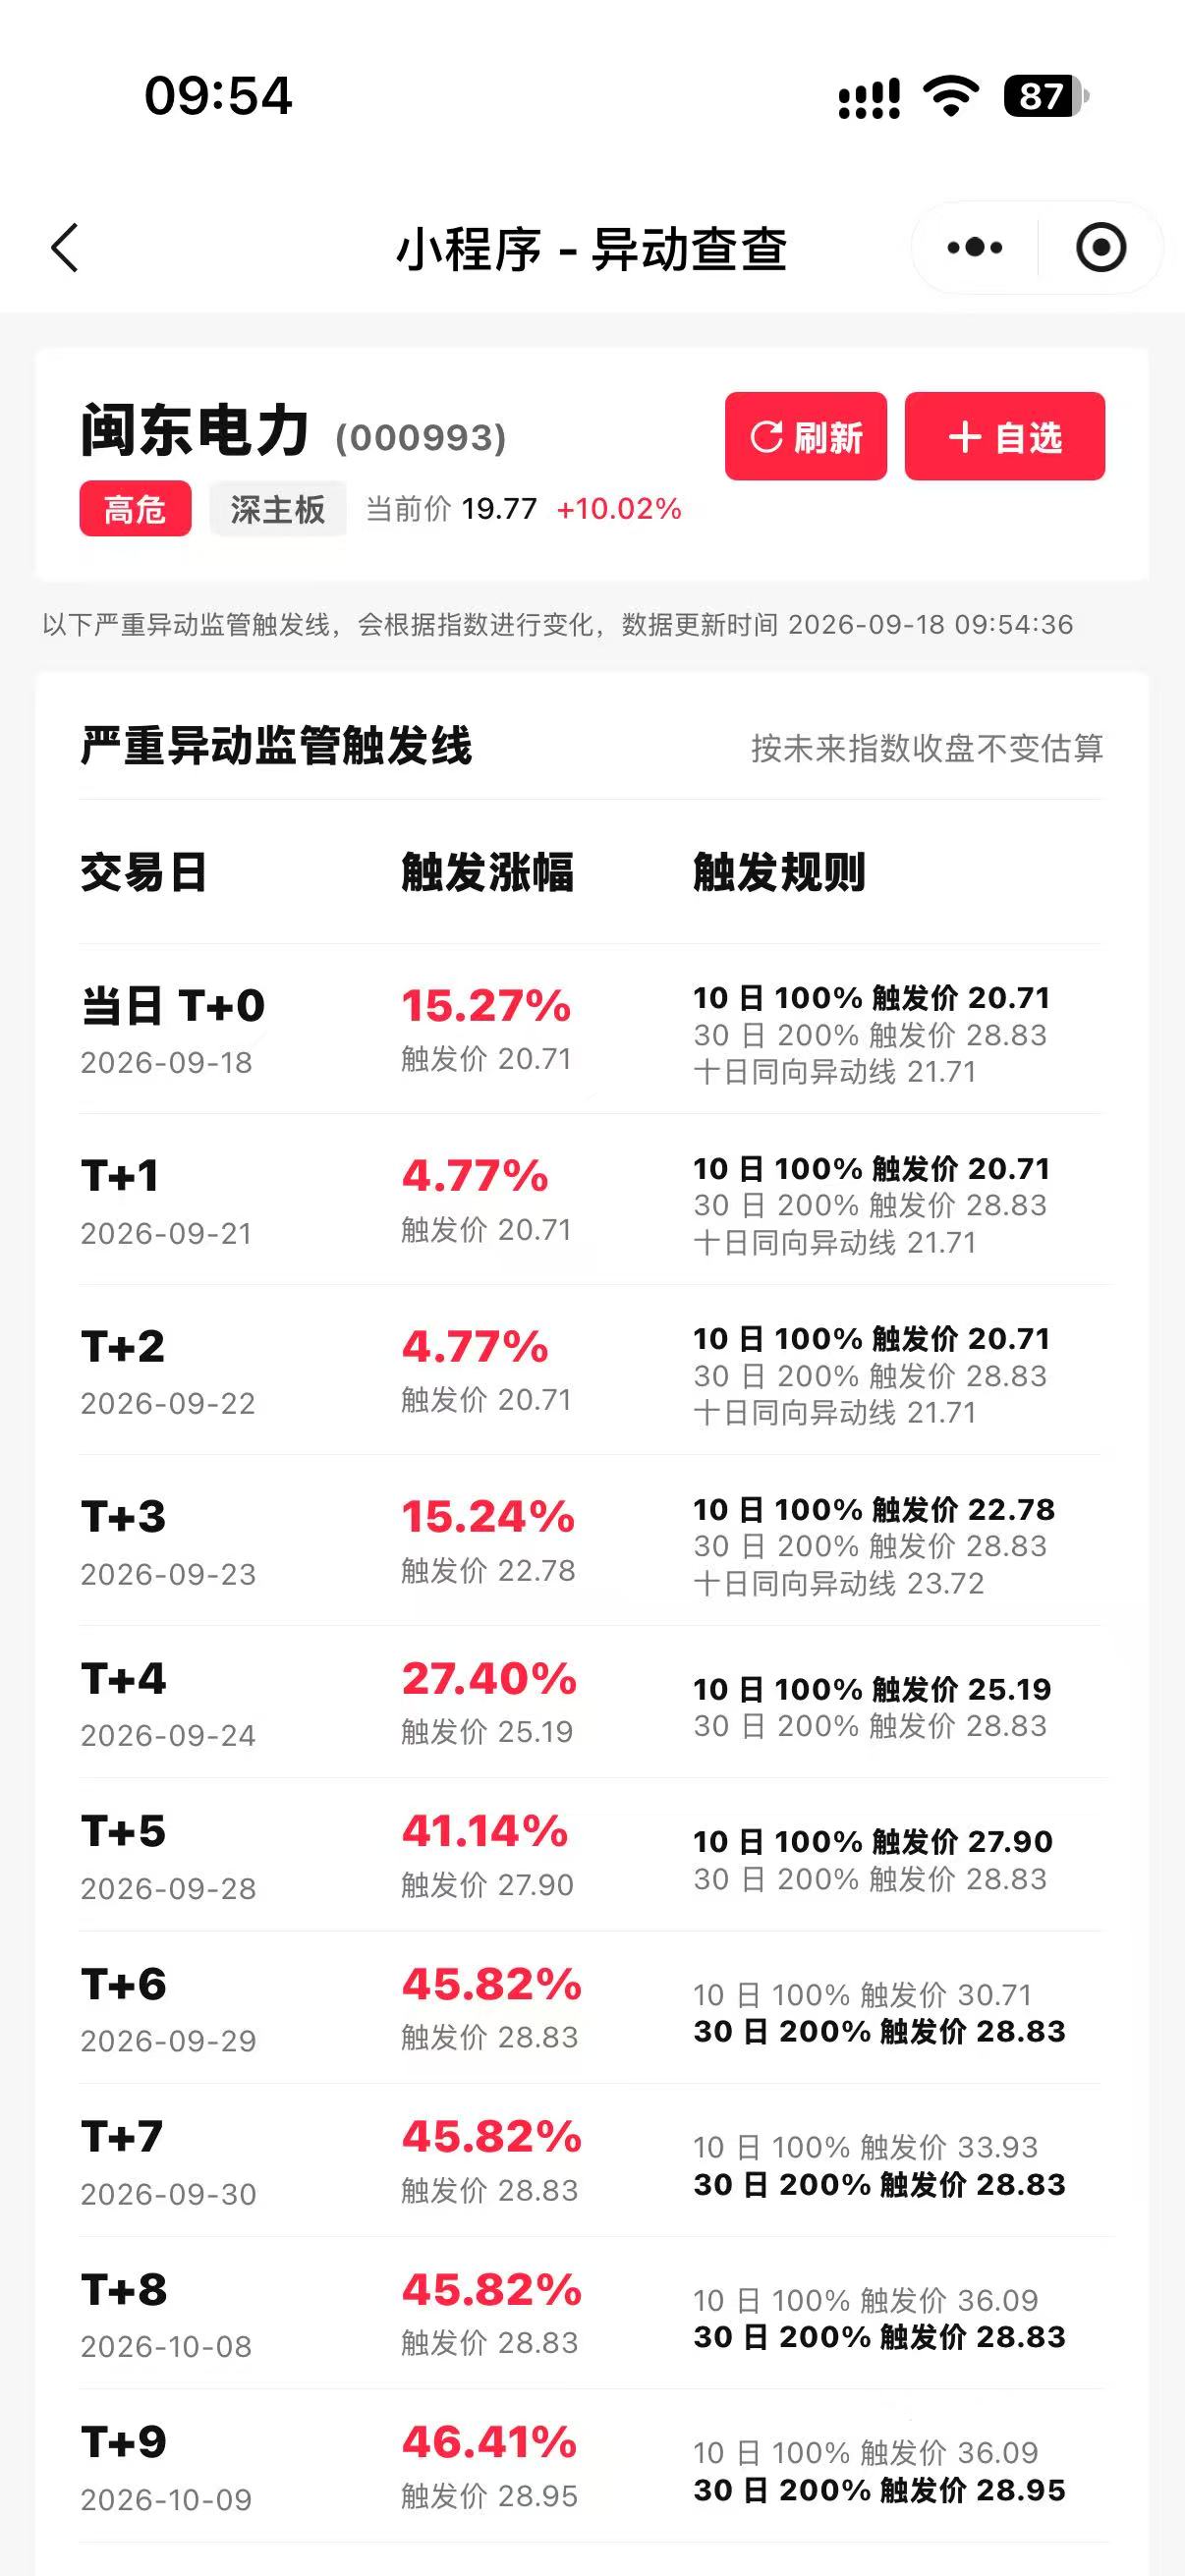 09:54
87
小程序 - 异动查查
闽东电力 (000993)
刷新
+ 自选
高危 深主板 当前价 19.77 +10.02%
以下严重异动监管触发线，会根据指数进行变化，数据更新时间 2026-09-18 09:54:36
严重异动监管触发线
按未来指数收盘不变估算
交易日 触发涨幅 触发规则
当日 T+0
2026-09-18
15.27%
触发价 20.71
10 日 100% 触发价 20.71
30 日 200% 触发价 28.83
十日同向异动线 21.71
T+1
2026-09-21
4.77%
触发价 20.71
10 日 100% 触发价 20.71
30 日 200% 触发价 28.83
十日同向异动线 21.71
T+2
2026-09-22
4.77%
触发价 20.71
10 日 100% 触发价 20.71
30 日 200% 触发价 28.83
十日同向异动线 21.71
T+3
2026-09-23
15.24%
触发价 22.78
10 日 100% 触发价 22.78
30 日 200% 触发价 28.83
十日同向异动线 23.72
T+4
2026-09-24
27.40%
触发价 25.19
10 日 100% 触发价 25.19
30 日 200% 触发价 28.83
T+5
2026-09-28
41.14%
触发价 27.90
10 日 100% 触发价 27.90
30 日 200% 触发价 28.83
T+6
2026-09-29
45.82%
触发价 28.83
10 日 100% 触发价 30.71
30 日 200% 触发价 28.83
T+7
2026-09-30
45.82%
触发价 28.83
10 日 100% 触发价 33.93
30 日 200% 触发价 28.83
T+8
2026-10-08
45.82%
触发价 28.83
10 日 100% 触发价 36.09
30 日 200% 触发价 28.83
T+9
2026-10-09
46.41%
触发价 28.95
10 日 100% 触发价 36.09
30 日 200% 触发价 28.95